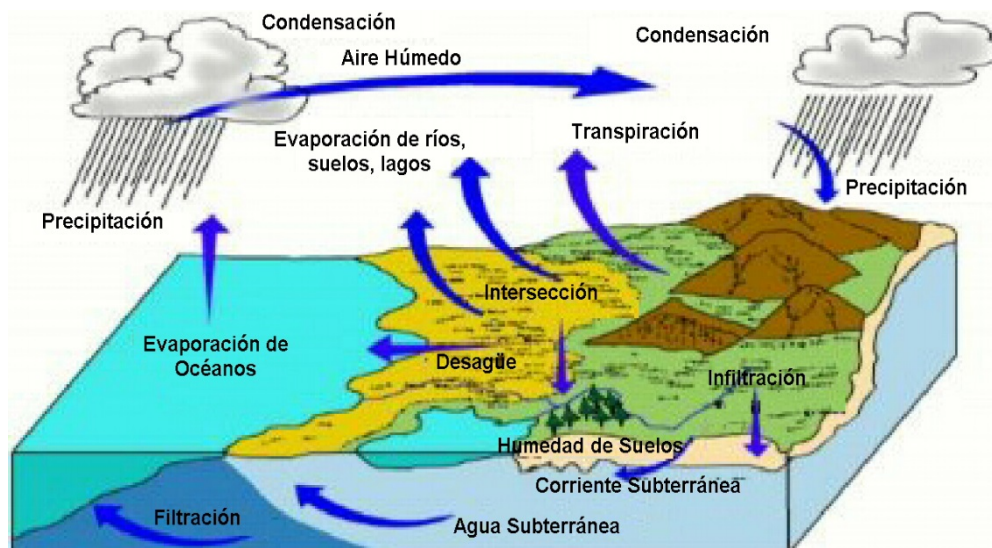 Condensación
Condensación
Aire Húmedo
Evaporación de ríos,
suelos, lagos
Transpiración
Precipitación
Precipitación
Intersección
Evaporación de
Océanos
Desagüe
Infiltración
Humedad de Suelos
Corriente Subterránea
Filtración
Agua Subterránea